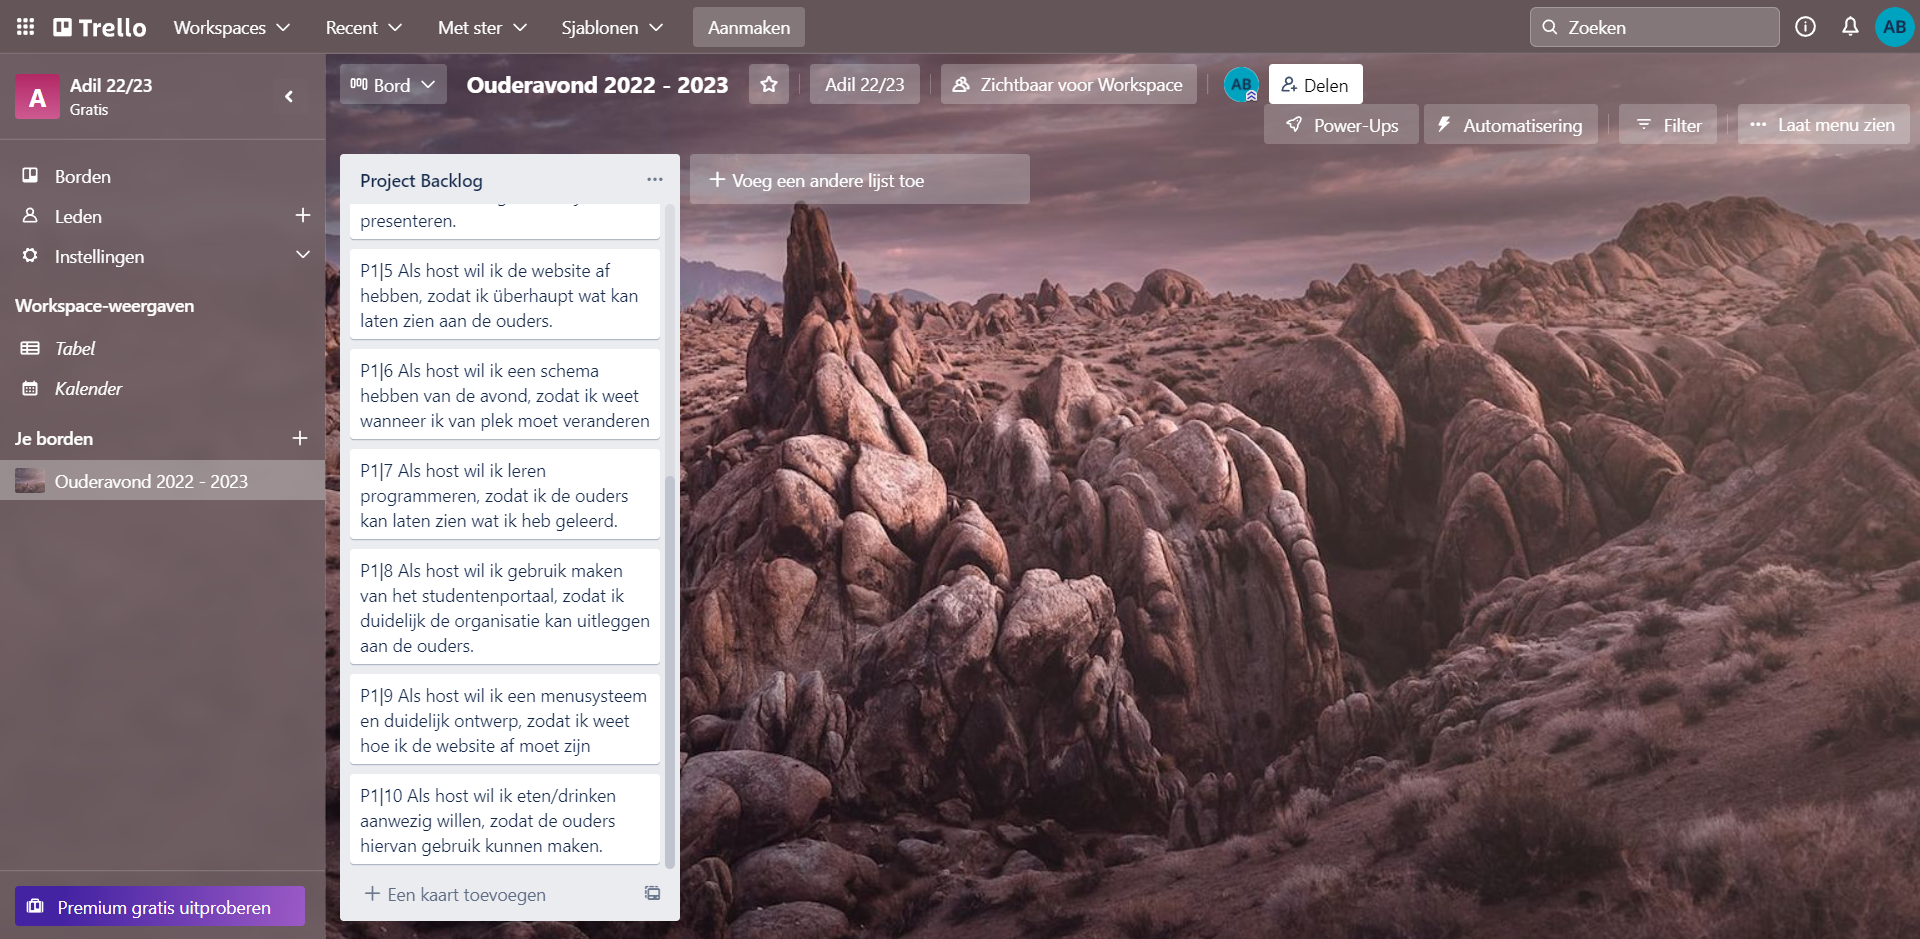 Trello
Workspaces
Recent
Met ster
Sjablonen
Aanmaken
Zoeken
AB
A
Adil 22/23
Gratis
Bord
Ouderavond 2022 - 2023
Adil 22/23
Zichtbaar voor Workspace
AB
Delen
Power-Ups
Automatisering
Filter
Laat menu zien
Borden
Leden
Instellingen
Workspace-weergaven
Tabel
Kalender
Je borden
Ouderavond 2022 - 2023
Premium gratis uitproberen
Project Backlog
presenteren.
P1|5 Als host wil ik de website af
hebben, zodat ik überhaupt wat kan
laten zien aan de ouders.
P1|6 Als host wil ik een schema
hebben van de avond, zodat ik weet
wanneer ik van plek moet veranderen
P1|7 Als host wil ik leren
programmeren, zodat ik de ouders
kan laten zien wat ik heb geleerd.
P1|8 Als host wil ik gebruik maken
van het studentenportaal, zodat ik
duidelijk de organisatie kan uitleggen
aan de ouders.
P1|9 Als host wil ik een menusysteem
en duidelijk ontwerp, zodat ik weet
hoe ik de website af moet zijn
P1|10 Als host wil ik eten/drinken
aanwezig willen, zodat de ouders
hiervan gebruik kunnen maken.
Een kaart toevoegen
Voeg een andere lijst toe